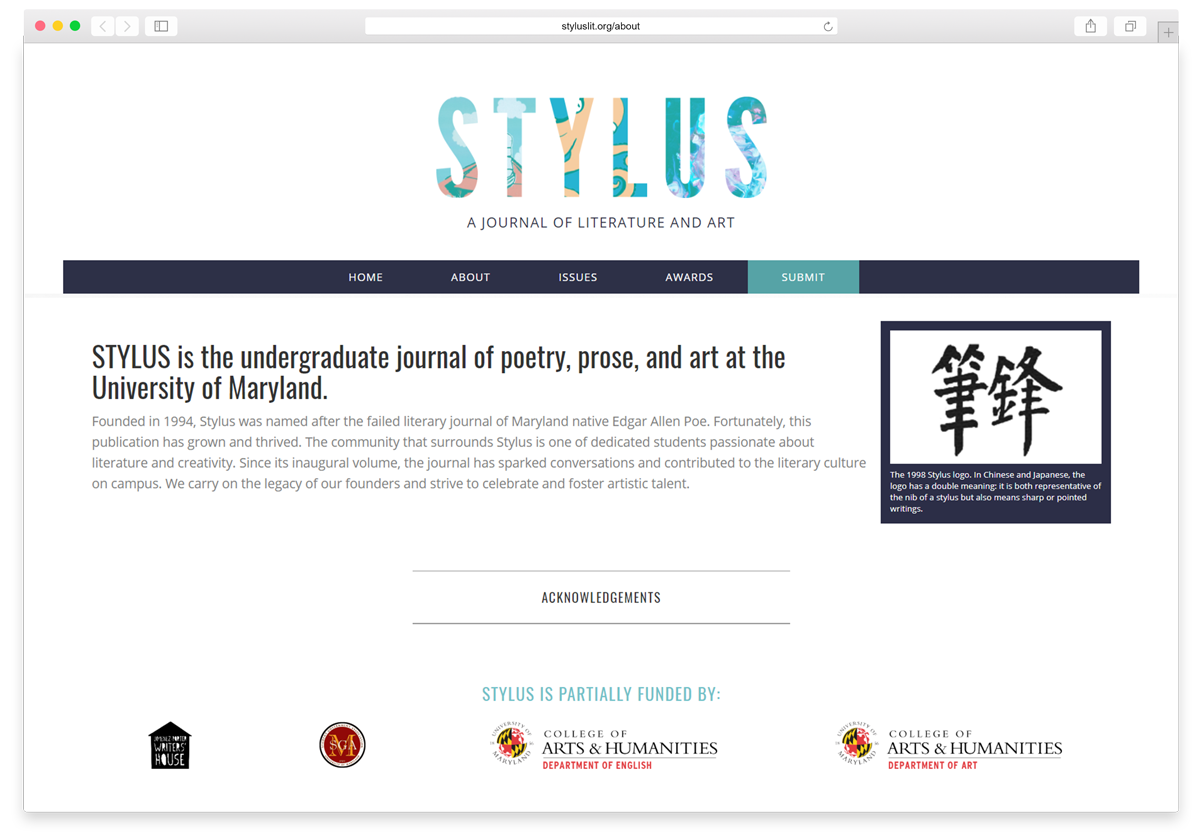 styluslit.org/about
STYLUS
A JOURNAL OF LITERATURE AND ART
HOME ABOUT ISSUES AWARDS SUBMIT
STYLUS is the undergraduate journal of poetry, prose, and art at the
University of Maryland.
Founded in 1994, Stylus was named after the failed literary journal of Maryland native Edgar Allen Poe. Fortunately, this
publication has grown and thrived. The community that surrounds Stylus is one of dedicated students passionate about
literature and creativity. Since its inaugural volume, the journal has sparked conversations and contributed to the literary culture
on campus. We carry on the legacy of our founders and strive to celebrate and foster artistic talent.
筆鋒
The 1998 Stylus logo. In Chinese and Japanese, the
logo has a double meaning: it is both representative of
the nib of a stylus but also means sharp or pointed
writings.
ACKNOWLEDGEMENTS
STYLUS IS PARTIALLY FUNDED BY:
JIMENEZ-PORTER
WRITERS'
HOUSE
SGA
M
UNIVERSITY OF
MARYLAND
COLLEGE OF
ARTS & HUMANITIES
DEPARTMENT OF ENGLISH
UNIVERSITY OF
MARYLAND
COLLEGE OF
ARTS & HUMANITIES
DEPARTMENT OF ART